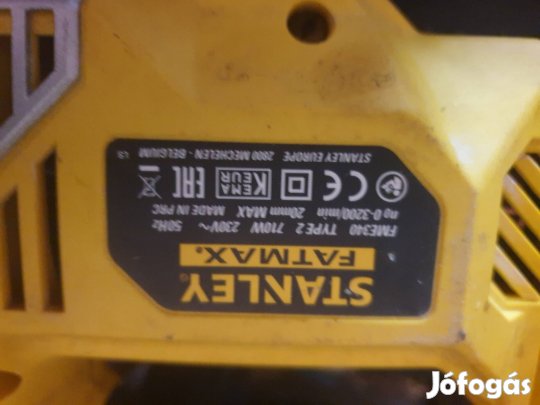 STANLEY
FATMAX.
FME340 TYPE 2 710W 230V~ 50Hz
n₀ 0-3200/min 20mm MAX MADE IN PRC
CE KEMA KEUR EAC
STANLEY EUROPE 2800 MECHELEN - BELGIUM LS
Jófogás